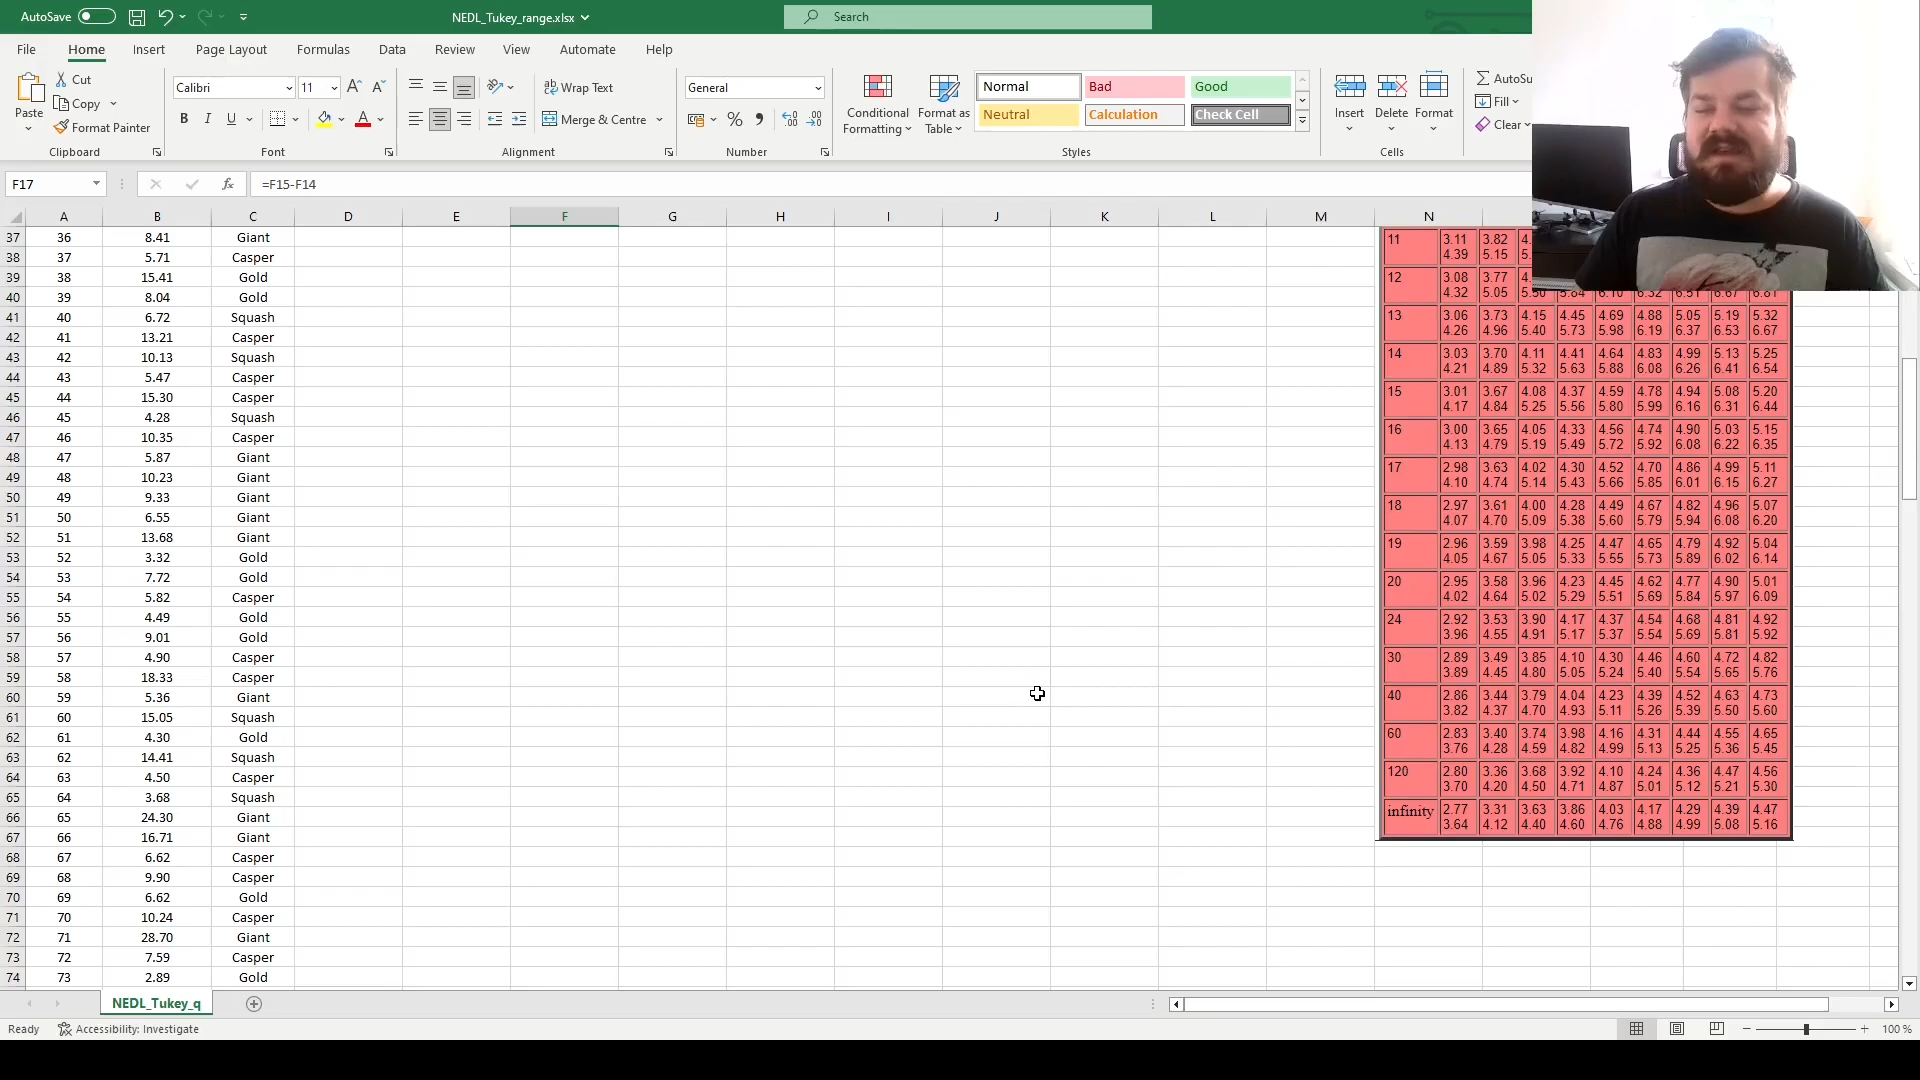 AutoSave
NEDL_Tukey_range.xlsx
Search
File Home Insert Page Layout Formulas Data Review View Automate Help
Paste
Cut
Copy
Format Painter
Clipboard
Calibri 11
B I U
Font
Wrap Text
Merge & Centre
Alignment
General
Number
Conditional Formatting
Format as Table
Normal Bad Good
Neutral Calculation Check Cell
Styles
Insert Delete Format
Cells
AutoSu
Fill
Clear
F17 fx =F15-F14
A B C D E F G H I J K L M N
37 36 8.41 Giant
38 37 5.71 Casper
39 38 15.41 Gold
40 39 8.04 Gold
41 40 6.72 Squash
42 41 13.21 Casper
43 42 10.13 Squash
44 43 5.47 Casper
45 44 15.30 Casper
46 45 4.28 Squash
47 46 10.35 Casper
48 47 5.87 Giant
49 48 10.23 Giant
50 49 9.33 Giant
51 50 6.55 Giant
52 51 13.68 Giant
53 52 3.32 Gold
54 53 7.72 Gold
55 54 5.82 Casper
56 55 4.49 Gold
57 56 9.01 Gold
58 57 4.90 Casper
59 58 18.33 Casper
60 59 5.36 Giant
61 60 15.05 Squash
62 61 4.30 Gold
63 62 14.41 Squash
64 63 4.50 Casper
65 64 3.68 Squash
66 65 24.30 Giant
67 66 16.71 Giant
68 67 6.62 Casper
69 68 9.90 Casper
70 69 6.62 Gold
71 70 10.24 Casper
72 71 28.70 Giant
73 72 7.59 Casper
74 73 2.89 Gold
11 3.11 3.82 4.
4.39 5.15 5.
12 3.08 3.77 4.
4.32 5.05 5.50 5.84 6.10 6.32 6.51 6.67 6.81
13 3.06 3.73 4.15 4.45 4.69 4.88 5.05 5.19 5.32
4.26 4.96 5.40 5.73 5.98 6.19 6.37 6.53 6.67
14 3.03 3.70 4.11 4.41 4.64 4.83 4.99 5.13 5.25
4.21 4.89 5.32 5.63 5.88 6.08 6.26 6.41 6.54
15 3.01 3.67 4.08 4.37 4.59 4.78 4.94 5.08 5.20
4.17 4.84 5.25 5.56 5.80 5.99 6.16 6.31 6.44
16 3.00 3.65 4.05 4.33 4.56 4.74 4.90 5.03 5.15
4.13 4.79 5.19 5.49 5.72 5.92 6.08 6.22 6.35
17 2.98 3.63 4.02 4.30 4.52 4.70 4.86 4.99 5.11
4.10 4.74 5.14 5.43 5.66 5.85 6.01 6.15 6.27
18 2.97 3.61 4.00 4.28 4.49 4.67 4.82 4.96 5.07
4.07 4.70 5.09 5.38 5.60 5.79 5.94 6.08 6.20
19 2.96 3.59 3.98 4.25 4.47 4.65 4.79 4.92 5.04
4.05 4.67 5.05 5.33 5.55 5.73 5.89 6.02 6.14
20 2.95 3.58 3.96 4.23 4.45 4.62 4.77 4.90 5.01
4.02 4.64 5.02 5.29 5.51 5.69 5.84 5.97 6.09
24 2.92 3.53 3.90 4.17 4.37 4.54 4.68 4.81 4.92
3.96 4.55 4.91 5.17 5.37 5.54 5.69 5.81 5.92
30 2.89 3.49 3.85 4.10 4.30 4.46 4.60 4.72 4.82
3.89 4.45 4.80 5.05 5.24 5.40 5.54 5.65 5.76
40 2.86 3.44 3.79 4.04 4.23 4.39 4.52 4.63 4.73
3.82 4.37 4.70 4.93 5.11 5.26 5.39 5.50 5.60
60 2.83 3.40 3.74 3.98 4.16 4.31 4.44 4.55 4.65
3.76 4.28 4.59 4.82 4.99 5.13 5.25 5.36 5.45
120 2.80 3.36 3.68 3.92 4.10 4.24 4.36 4.47 4.56
3.70 4.20 4.50 4.71 4.87 5.01 5.12 5.21 5.30
infinity 2.77 3.31 3.63 3.86 4.03 4.17 4.29 4.39 4.47
3.64 4.12 4.40 4.60 4.76 4.88 4.99 5.08 5.16
NEDL_Tukey_q
Ready Accessibility: Investigate 100 %